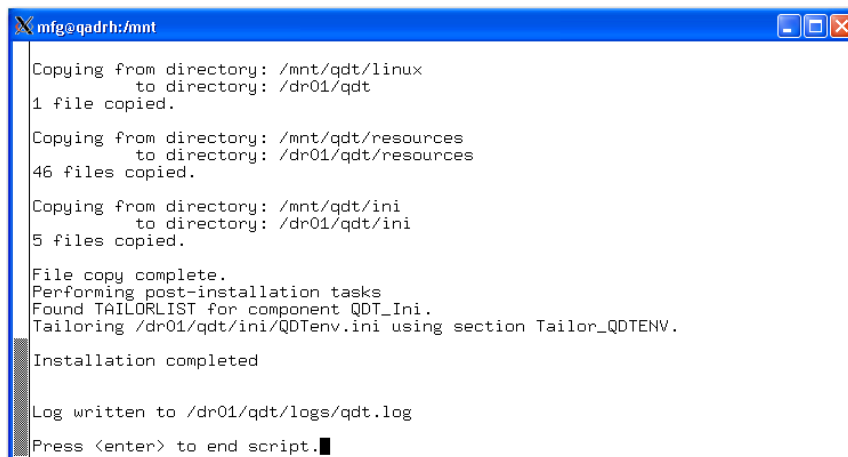 mfg@qadrh:/mnt
Copying from directory: /mnt/qdt/linux
to directory: /dr01/qdt
1 file copied.
Copying from directory: /mnt/qdt/resources
to directory: /dr01/qdt/resources
46 files copied.
Copying from directory: /mnt/qdt/ini
to directory: /dr01/qdt/ini
5 files copied.
File copy complete.
Performing post-installation tasks
Found TAILORLIST for component QDT_Ini.
Tailoring /dr01/qdt/ini/QDTenv.ini using section Tailor_QDTENV.
Installation completed
Log written to /dr01/qdt/logs/qdt.log
Press <enter> to end script.